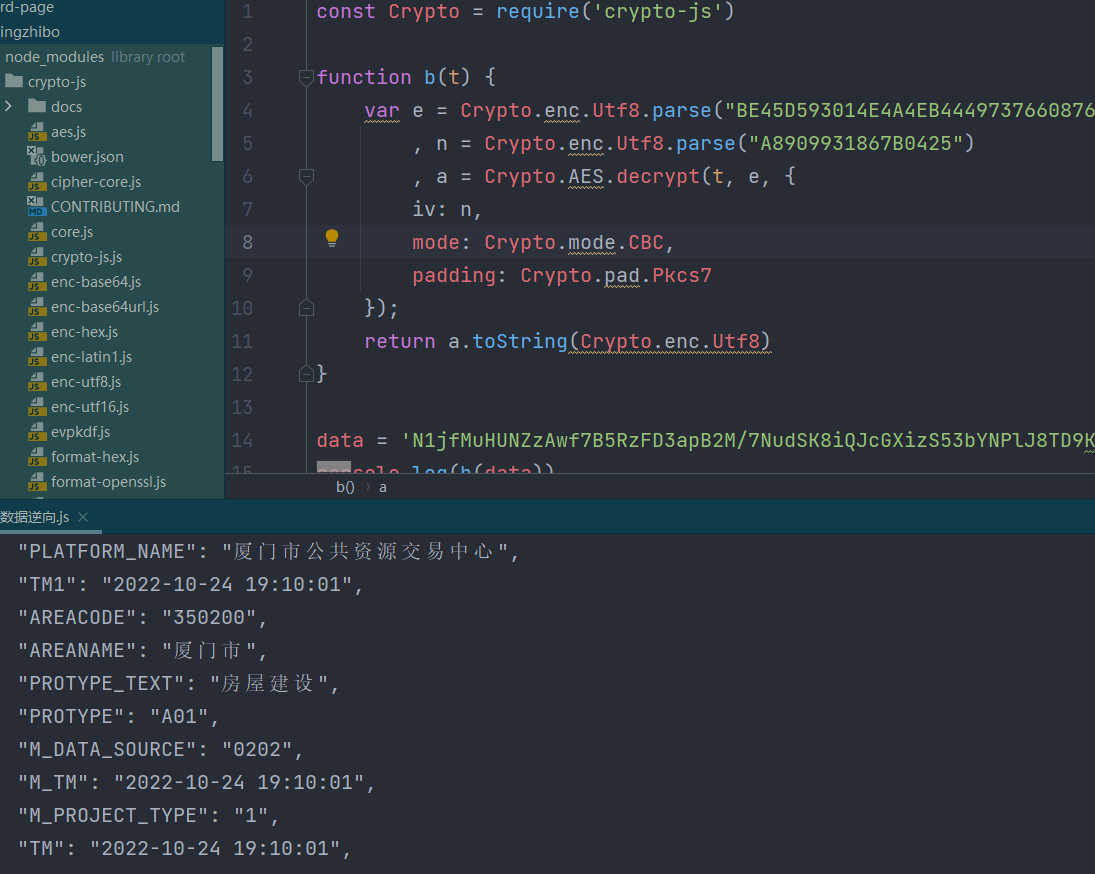 rd-page
ingzhibo
node_modules library root
crypto-js
docs
aes.js
bower.json
cipher-core.js
CONTRIBUTING.md
core.js
crypto-js.js
enc-base64.js
enc-base64url.js
enc-hex.js
enc-latin1.js
enc-utf8.js
enc-utf16.js
evpkdf.js
format-hex.js
format-openssl.js
1 const Crypto = require('crypto-js')
2
3 function b(t) {
4 var e = Crypto.enc.Utf8.parse("BE45D593014E4A4EB4449737660876
5 , n = Crypto.enc.Utf8.parse("A8909931867B0425")
6 , a = Crypto.AES.decrypt(t, e, {
7 iv: n,
8 mode: Crypto.mode.CBC,
9 padding: Crypto.pad.Pkcs7
10 });
11 return a.toString(Crypto.enc.Utf8)
12 }
13
14 data = 'N1jfMuHUNZzAwf7B5RzFD3apB2M/7NudSK8iQJcGXizS53bYNPlJ8TD9K
15 console.log(b(data))
b() › a
数据逆向.js ×
"PLATFORM_NAME": "厦门市公共资源交易中心",
"TM1": "2022-10-24 19:10:01",
"AREACODE": "350200",
"AREANAME": "厦门市",
"PROTYPE_TEXT": "房屋建设",
"PROTYPE": "A01",
"M_DATA_SOURCE": "0202",
"M_TM": "2022-10-24 19:10:01",
"M_PROJECT_TYPE": "1",
"TM": "2022-10-24 19:10:01",